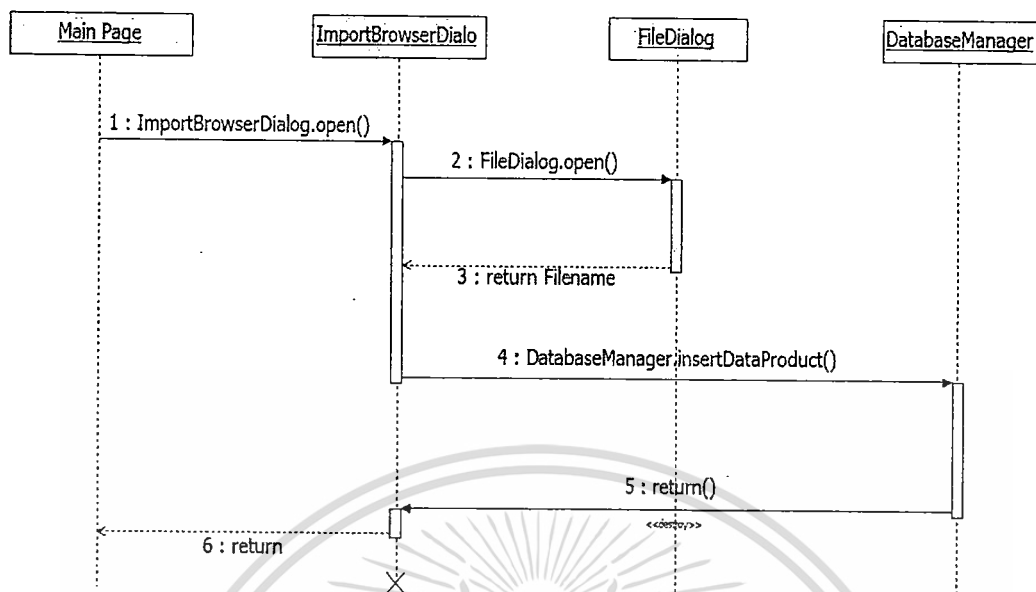 Main Page
ImportBrowserDialo
FileDialog
DatabaseManager
1 : ImportBrowserDialog.open()
2 : FileDialog.open()
3 : return Filename
4 : DatabaseManager.insertDataProduct()
5 : return()
<<destroy>>
6 : return